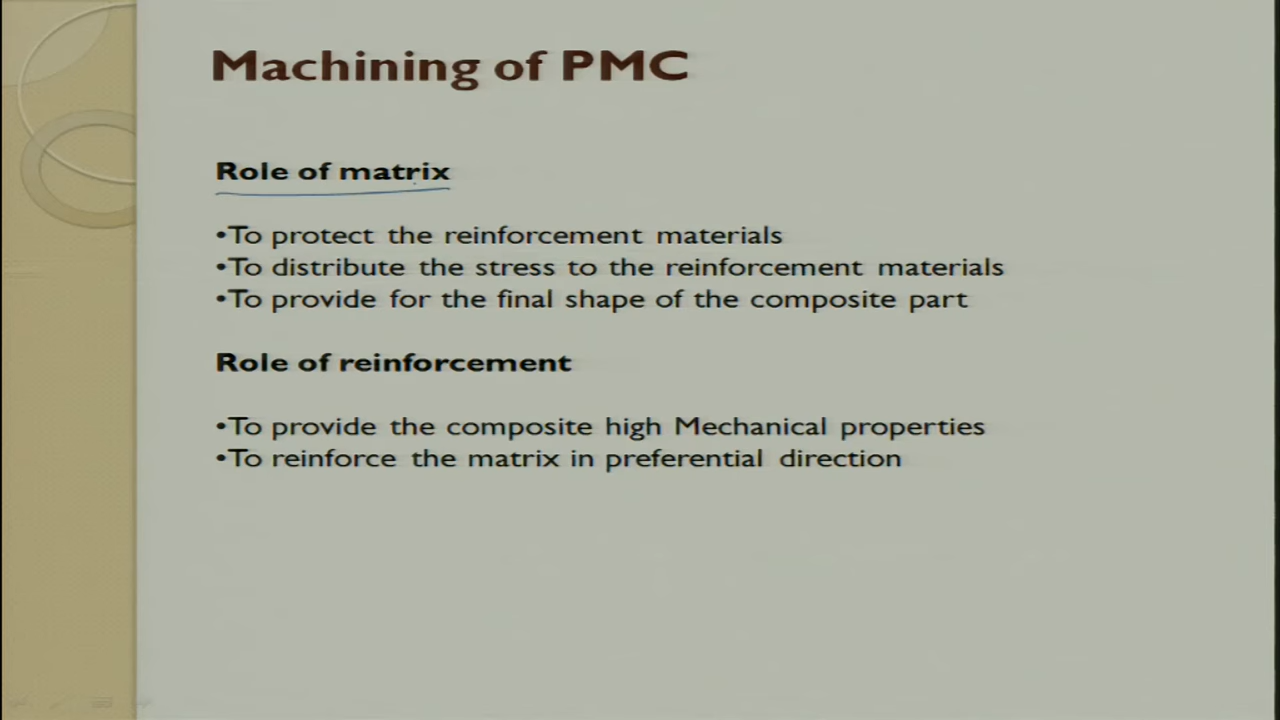 Machining of PMC
Role of matrix
•To protect the reinforcement materials
•To distribute the stress to the reinforcement materials
•To provide for the final shape of the composite part
Role of reinforcement
•To provide the composite high Mechanical properties
•To reinforce the matrix in preferential direction